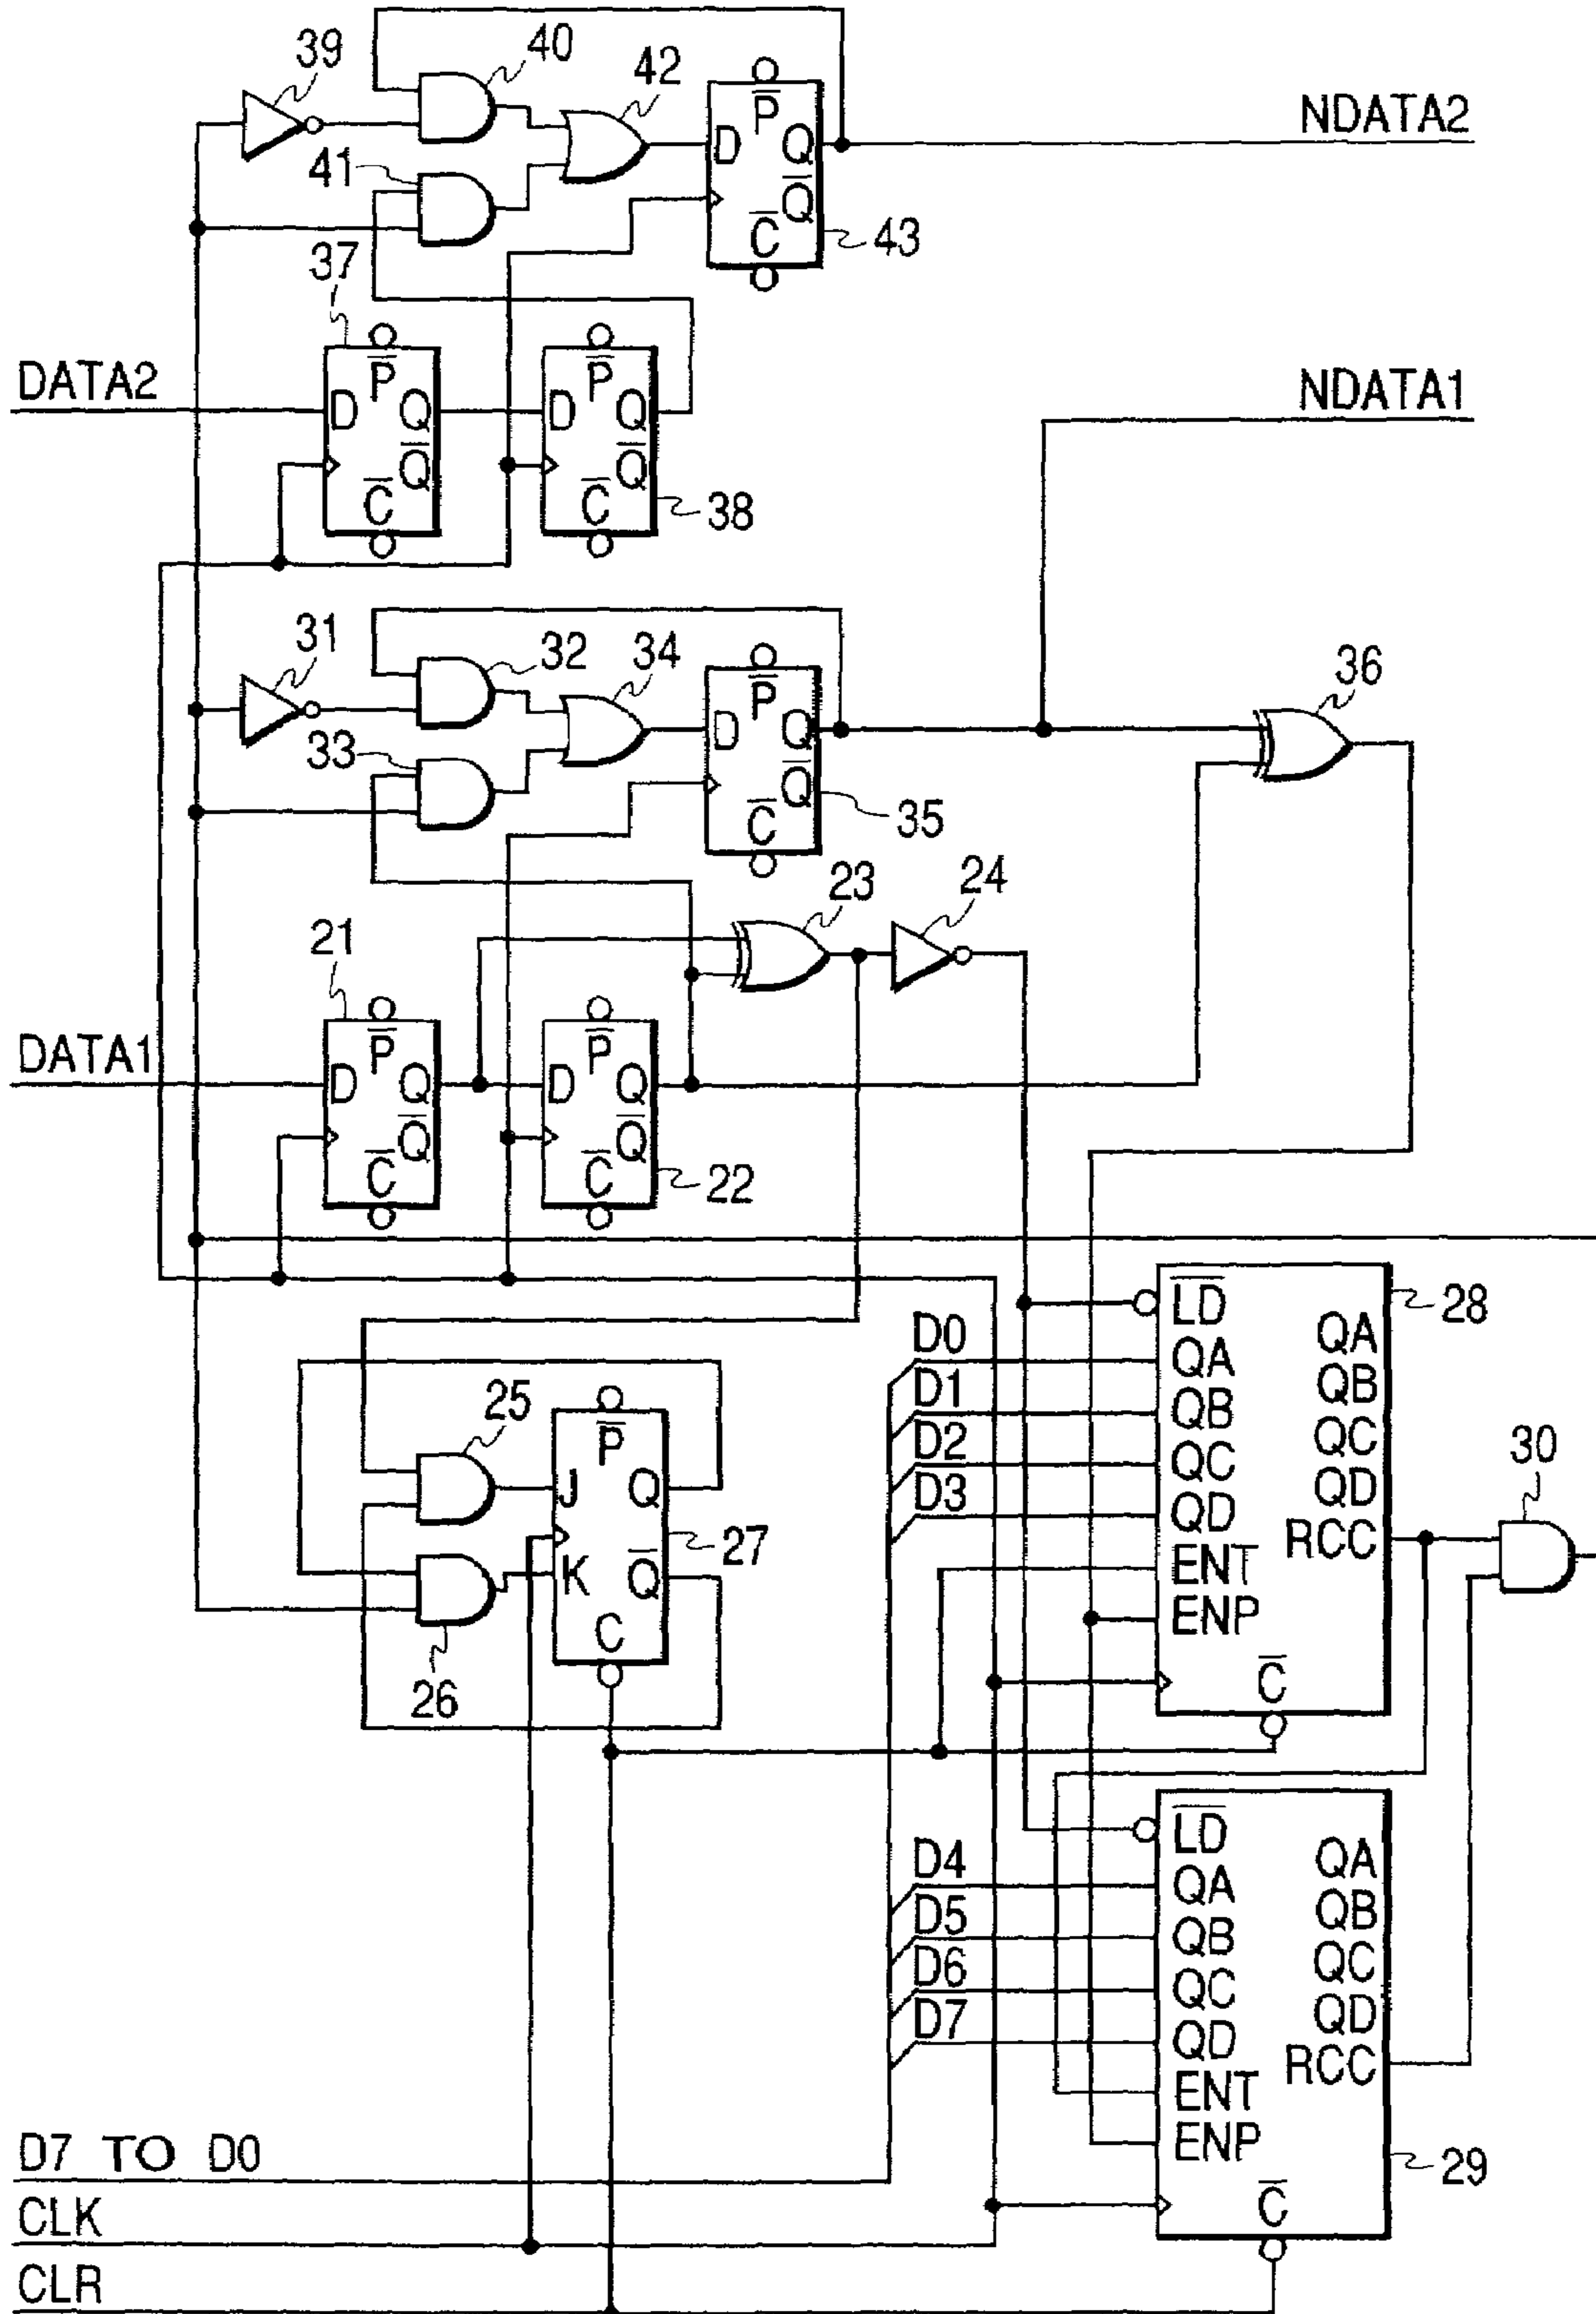 39
40
42
P̅
D Q
Q̅
C̅
43
NDATA2
41
37
DATA2
P̅
D Q
Q̅
C̅
P̅
D Q
Q̅
C̅
38
NDATA1
31
32
34
P̅
D Q
Q̅
C̅
35
36
33
23
24
21
DATA1
P̅
D Q
Q̅
C̅
P̅
D Q
Q̅
C̅
22
25
P̅
J Q
K Q̅
C
27
26
D0
D1
D2
D3
L̅D̅
QA QA
QB QB
QC QC
QD QD
ENT RCC
ENP
C̅
28
30
D4
D5
D6
D7
L̅D̅
QA QA
QB QB
QC QC
QD QD
ENT RCC
ENP
C̅
29
D7 TO D0
CLK
CLR